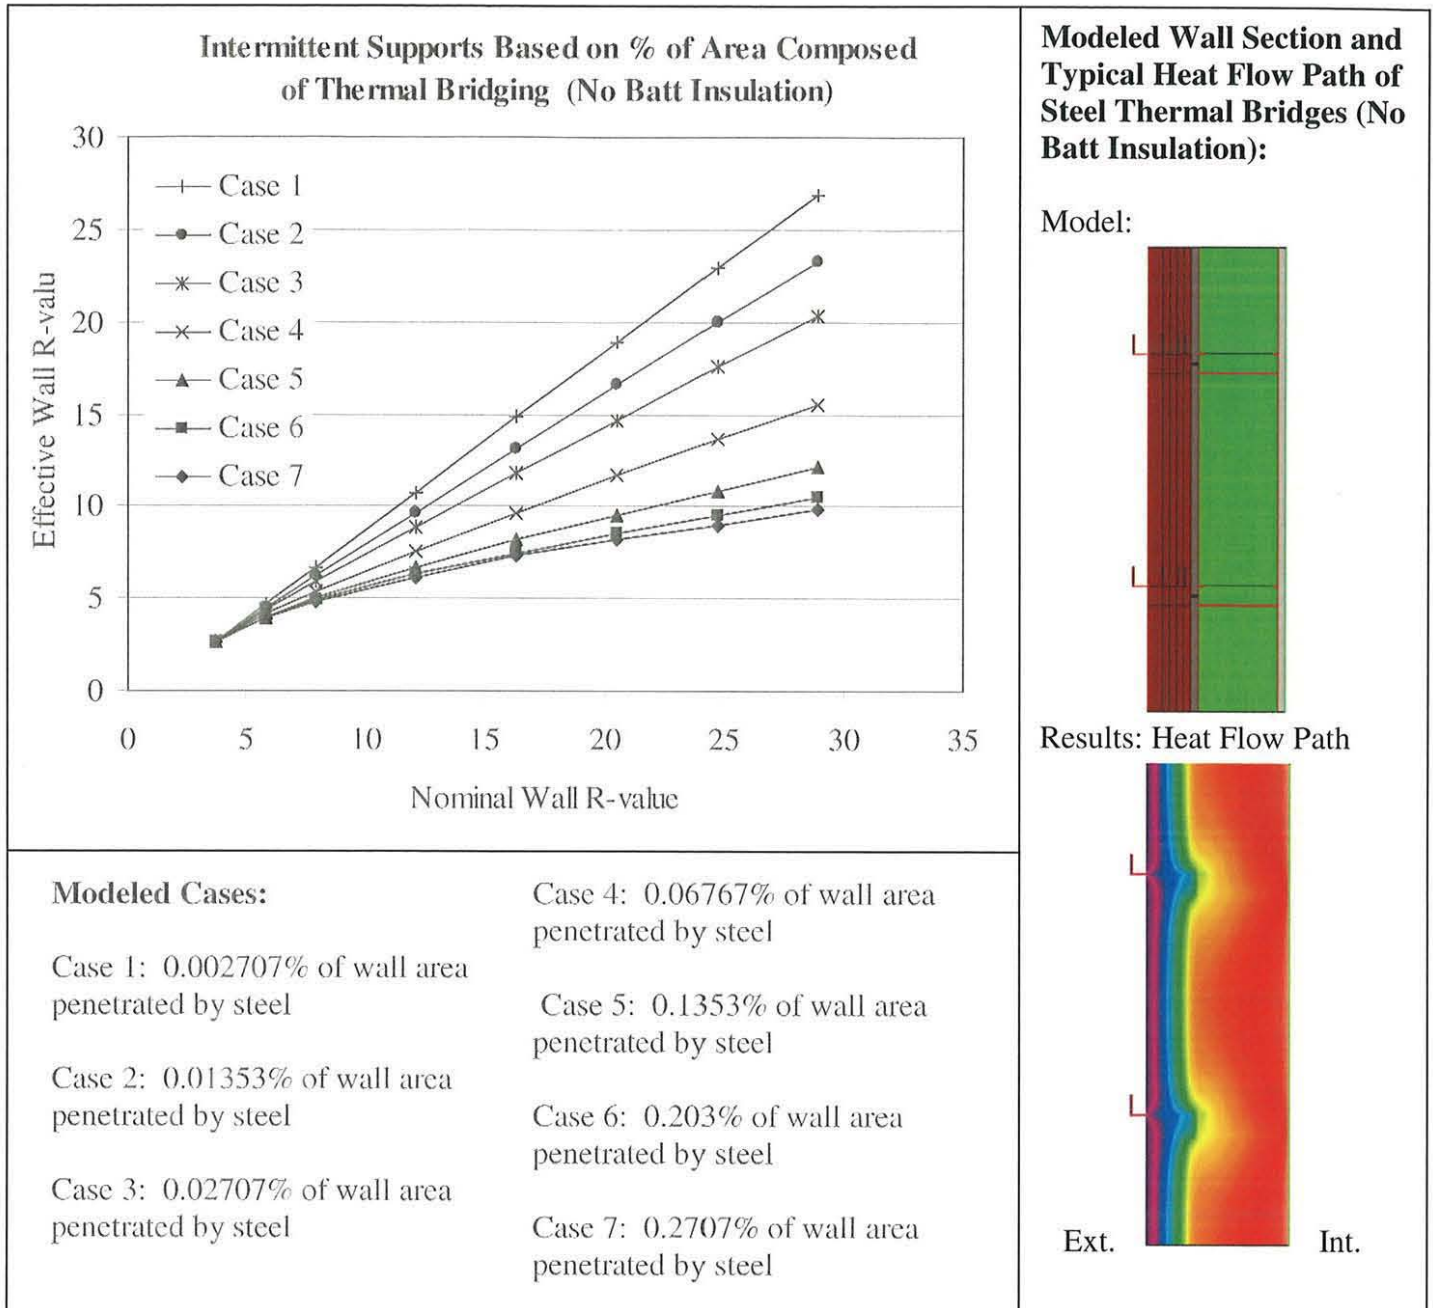 Intermittent Supports Based on % of Area Composed
of Thermal Bridging (No Batt Insulation)
30
25
20
15
10
5
0
Effective Wall R-valu
Case 1
Case 2
Case 3
Case 4
Case 5
Case 6
Case 7
0 5 10 15 20 25 30 35
Nominal Wall R-value
Modeled Cases:
Case 1: 0.002707% of wall area
penetrated by steel
Case 2: 0.01353% of wall area
penetrated by steel
Case 3: 0.02707% of wall area
penetrated by steel
Case 4: 0.06767% of wall area
penetrated by steel
Case 5: 0.1353% of wall area
penetrated by steel
Case 6: 0.203% of wall area
penetrated by steel
Case 7: 0.2707% of wall area
penetrated by steel
Modeled Wall Section and
Typical Heat Flow Path of
Steel Thermal Bridges (No
Batt Insulation):
Model:
Results: Heat Flow Path
Ext. Int.